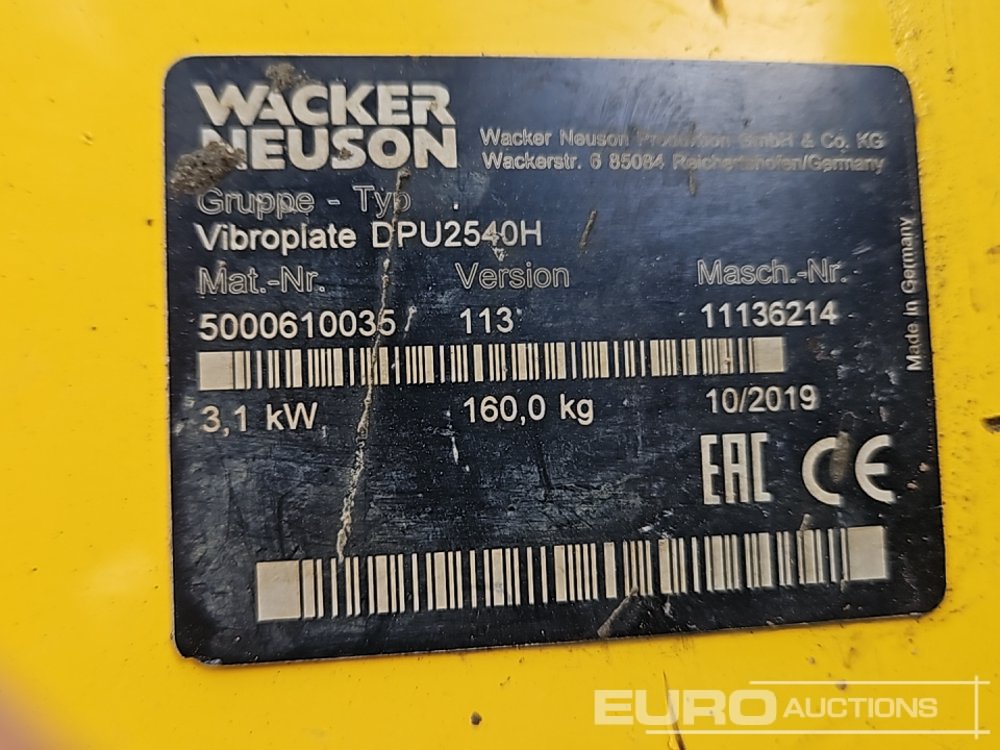 WACKER
NEUSON
Wacker Neuson Produktion GmbH & Co. KG
Wackerstr. 6 85084 Reichertshofen/Germany
Gruppe - Typ
Vibroplate DPU2540H
Mat.-Nr. Version Masch.-Nr.
5000610035 113 11136214
3,1 kW 160,0 kg 10/2019
EAC CE
Made in Germany
EURO AUCTIONS